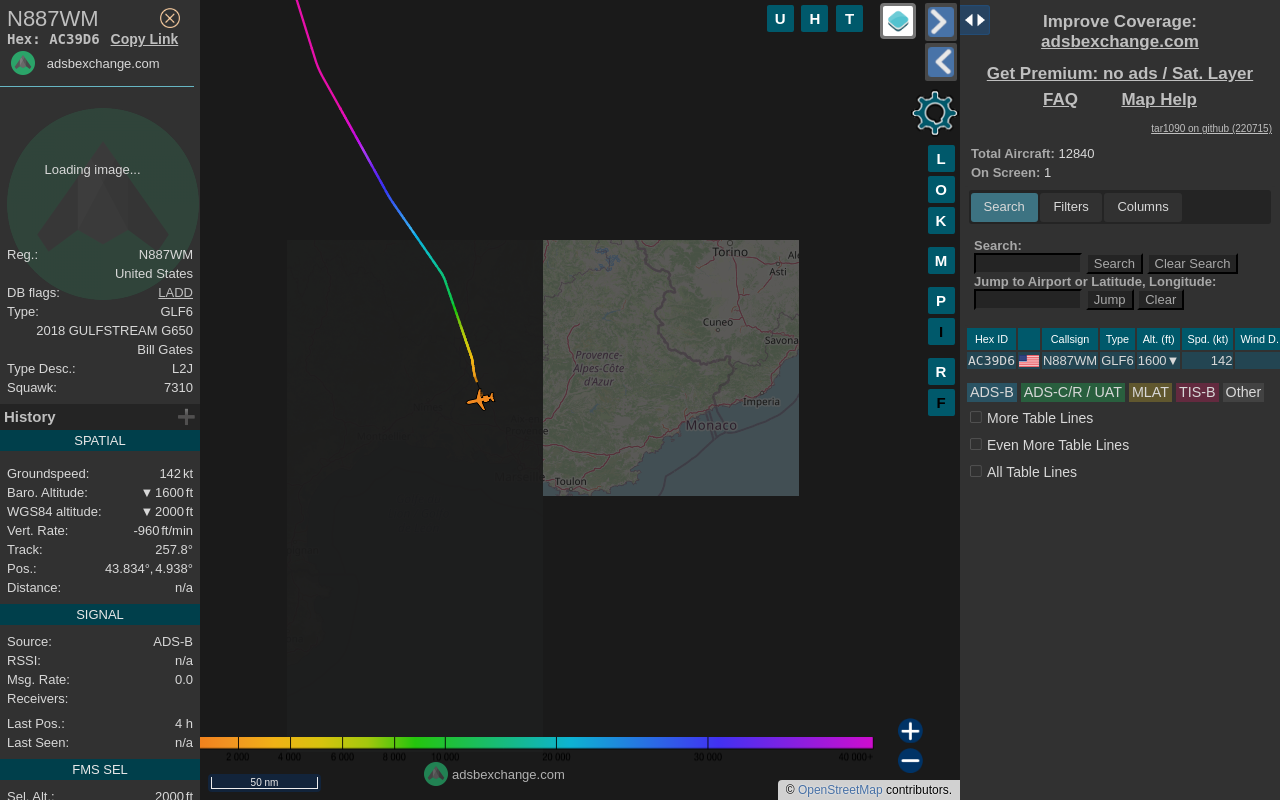 N887WM
Hex: AC39D6 Copy Link
adsbexchange.com
Loading image...
Reg.: N887WM
United States
DB flags: LADD
Type: GLF6
2018 GULFSTREAM G650
Bill Gates
Type Desc.: L2J
Squawk: 7310
History
SPATIAL
Groundspeed: 142 kt
Baro. Altitude: ▼ 1600 ft
WGS84 altitude: ▼ 2000 ft
Vert. Rate: -960 ft/min
Track: 257.8°
Pos.: 43.834°, 4.938°
Distance: n/a
SIGNAL
Source: ADS-B
RSSI: n/a
Msg. Rate: 0.0
Receivers:
Last Pos.: 4 h
Last Seen: n/a
FMS SEL
Sel. Alt.: 2000 ft
U H T
L
O
K
M
P
I
R
F
Torino
Asti
Cuneo
Savona
Provence-
Alpes-Côte
d'Azur
Imperia
Monaco
Toulon
2 000 4 000 6 000 8 000 10 000 20 000 30 000 40 000+
adsbexchange.com
50 nm
© OpenStreetMap contributors.
Improve Coverage:
adsbexchange.com
Get Premium: no ads / Sat. Layer
FAQ Map Help
tar1090 on github (220715)
Total Aircraft: 12840
On Screen: 1
Search Filters Columns
Search:
Search Clear Search
Jump to Airport or Latitude, Longitude:
Jump Clear
Hex ID Callsign Type Alt. (ft) Spd. (kt) Wind D.
AC39D6 N887WM GLF6 1600▼ 142
ADS-B ADS-C/R / UAT MLAT TIS-B Other
More Table Lines
Even More Table Lines
All Table Lines